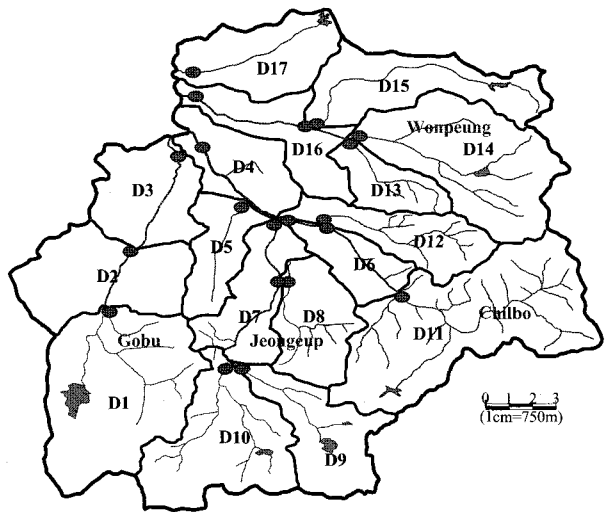 D17
D15
Wonpeung
D16
D14
D4
D3
D13
D5
D12
D2
D6
D7
D8
D11
Chilbo
Gobu
Jeongeup
D1
D10
D9
0 1 2 3
(1cm=750m)